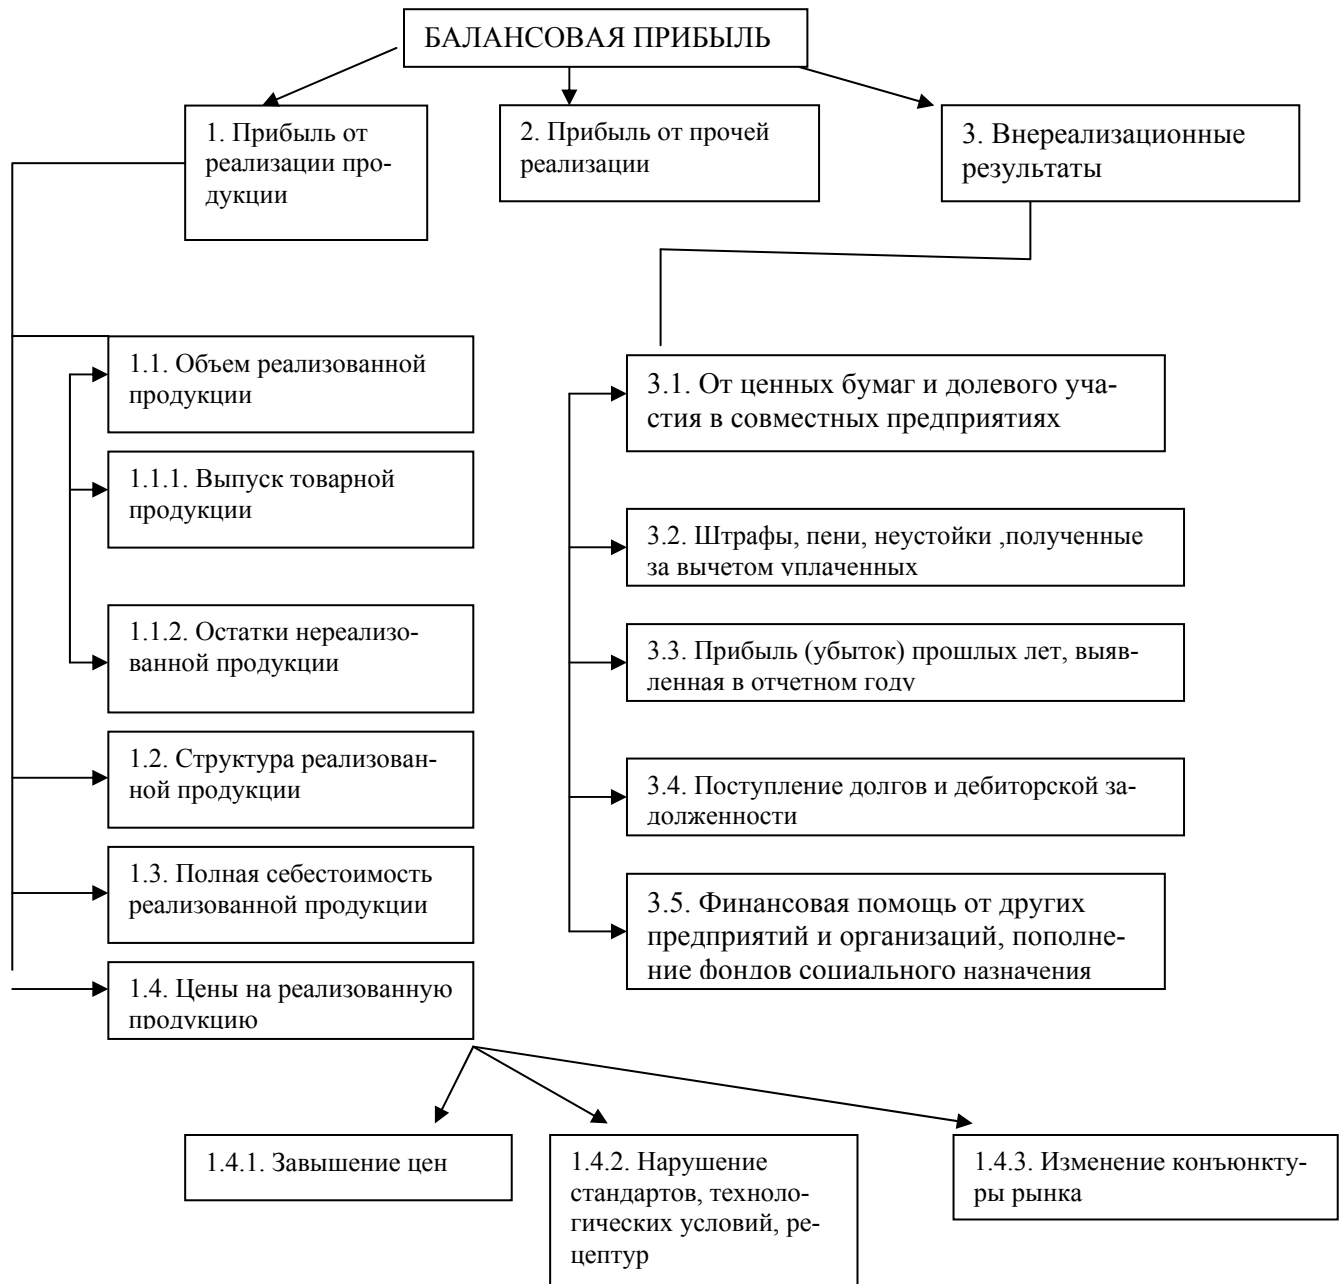 БАЛАНСОВАЯ ПРИБЫЛЬ
1. Прибыль от
реализации про-
дукции
2. Прибыль от прочей
реализации
3. Внереализационные
результаты
1.1. Объем реализованной
продукции
1.1.1. Выпуск товарной
продукции
1.1.2. Остатки нереализо-
ванной продукции
1.2. Структура реализован-
ной продукции
1.3. Полная себестоимость
реализованной продукции
1.4. Цены на реализованную
продукцию
3.1. От ценных бумаг и долевого уча-
стия в совместных предприятиях
3.2. Штрафы, пени, неустойки ,полученные
за вычетом уплаченных
3.3. Прибыль (убыток) прошлых лет, выяв-
ленная в отчетном году
3.4. Поступление долгов и дебиторской за-
долженности
3.5. Финансовая помощь от других
предприятий и организаций, пополне-
ние фондов социального назначения
1.4.1. Завышение цен
1.4.2. Нарушение
стандартов, техноло-
гических условий, ре-
цептур
1.4.3. Изменение конъюнкту-
ры рынка